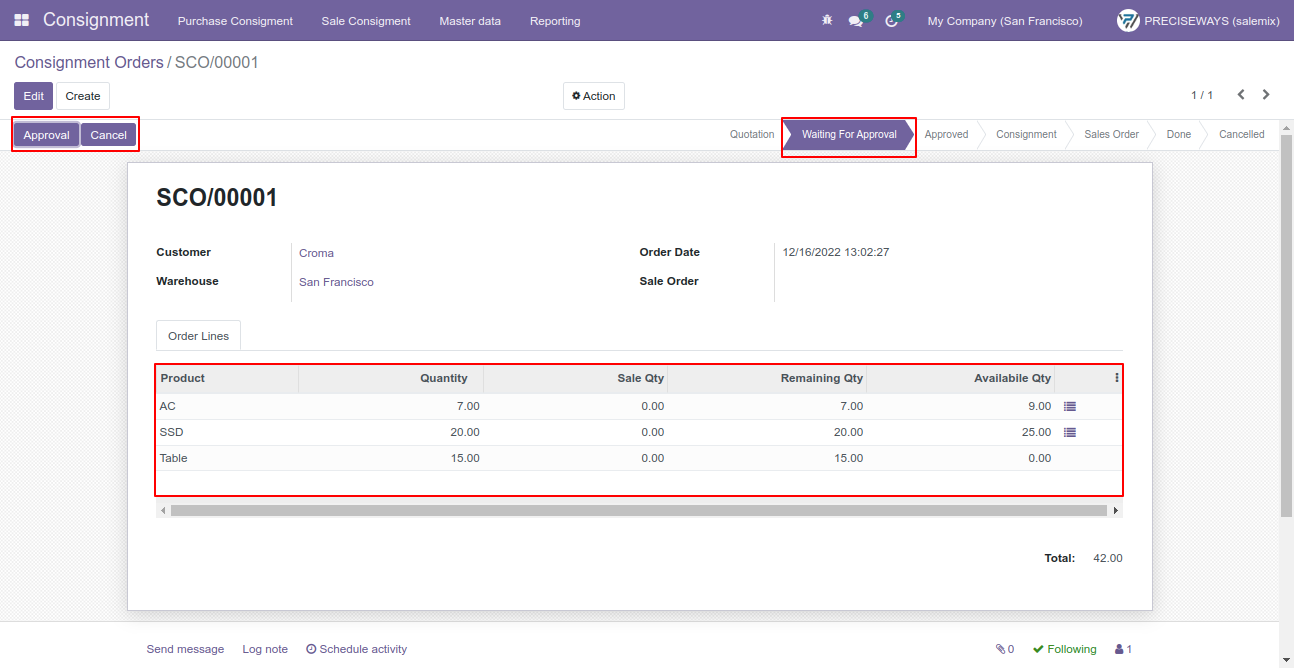 Consignment Purchase Consigment Sale Consigment Master data Reporting 6 5 My Company (San Francisco) PRECISEWAYS (salemix)
Consignment Orders / SCO/00001
Edit Create Action 1 / 1
Approval Cancel Quotation Waiting For Approval Approved Consignment Sales Order Done Cancelled
SCO/00001
Customer Croma Order Date 12/16/2022 13:02:27
Warehouse San Francisco Sale Order
Order Lines
Product Quantity Sale Qty Remaining Qty Availabile Qty
AC 7.00 0.00 7.00 9.00
SSD 20.00 0.00 20.00 25.00
Table 15.00 0.00 15.00 0.00
Total: 42.00
Send message Log note Schedule activity 0 Following 1